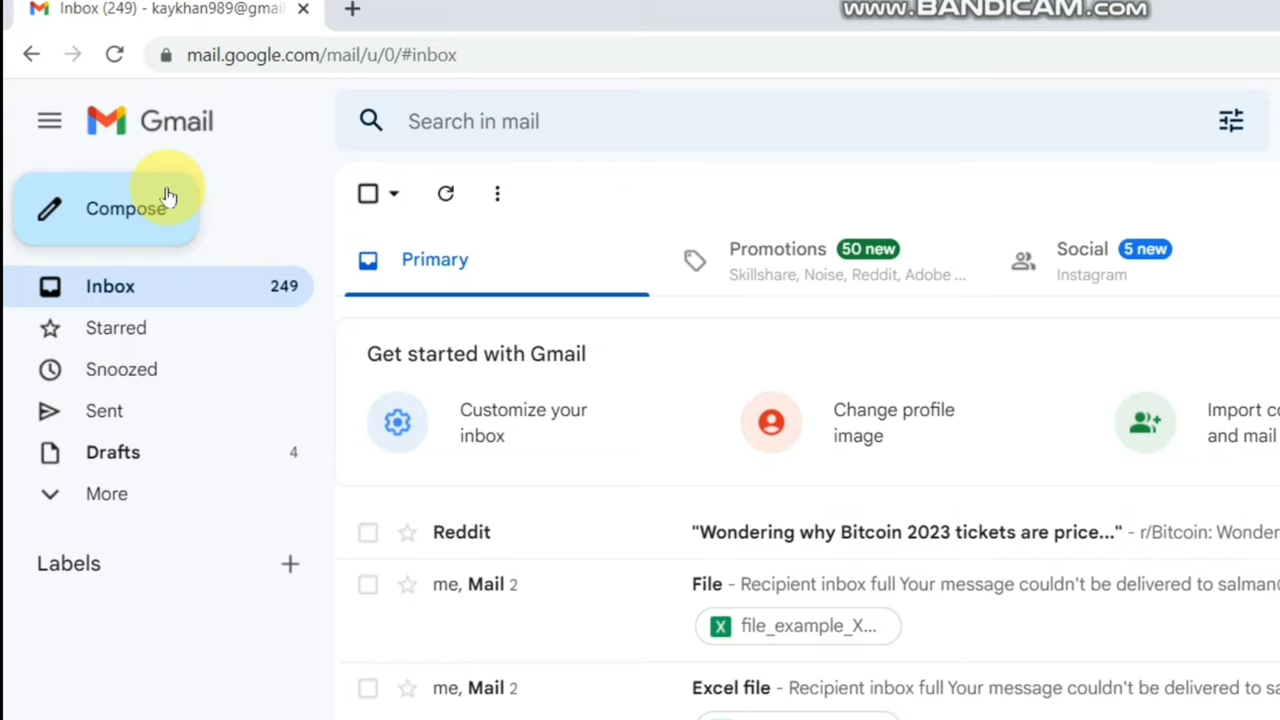 Inbox (249) - kaykhan989@gmai
www.BANDICAM.com
mail.google.com/mail/u/0/#inbox
Gmail
Search in mail
Compose
Inbox 249
Starred
Snoozed
Sent
Drafts 4
More
Labels
Primary
Promotions 50 new
Skillshare, Noise, Reddit, Adobe ...
Social 5 new
Instagram
Get started with Gmail
Customize your
inbox
Change profile
image
Import co
and mail
Reddit "Wondering why Bitcoin 2023 tickets are price..." - r/Bitcoin: Wonder
me, Mail 2 File - Recipient inbox full Your message couldn't be delivered to salman
file_example_X...
me, Mail 2 Excel file - Recipient inbox full Your message couldn't be delivered to sa